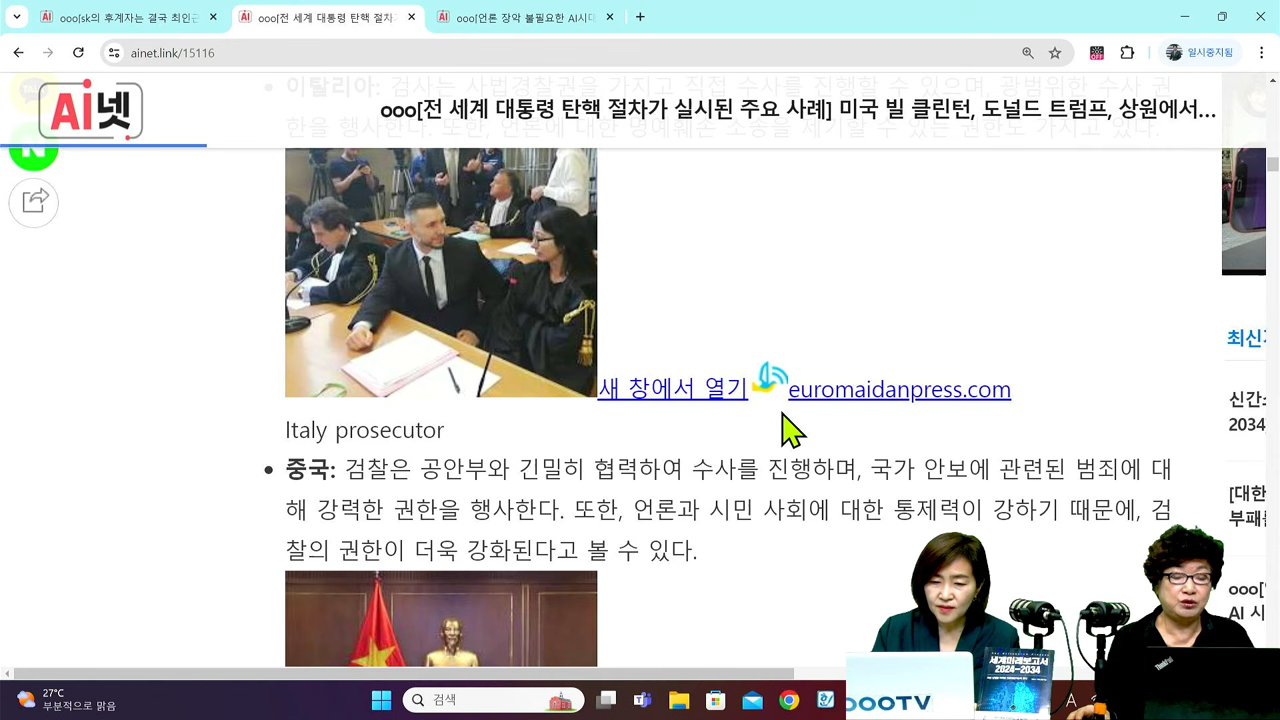 ooo[sk의 후계자는 결국 최인근
ooo[전 세계 대통령 탄핵 절차가
ooo[언론 장악 불필요한 AI시대
ainet.link/15116
OFF
일시중지됨
Ai넷
ooo[전 세계 대통령 탄핵 절차가 실시된 주요 사례] 미국 빌 클린턴, 도널드 트럼프, 상원에서...
이탈리아: 검사는 사법경찰권을 가지고 직접 수사를 진행할 수 있으며, 광범위한 수사 권
한을 행사한다. 또한, 언론에 대한 명예훼손 소송을 제기할 수 있는 권한도 가지고 있다.
새 창에서 열기
euromaidanpress.com
Italy prosecutor
중국: 검찰은 공안부와 긴밀히 협력하여 수사를 진행하며, 국가 안보에 관련된 범죄에 대
해 강력한 권한을 행사한다. 또한, 언론과 시민 사회에 대한 통제력이 강하기 때문에, 검
찰의 권한이 더욱 강화된다고 볼 수 있다.
신간
2034
[대한
ooo["
AI 시
세계미래보고서
2024-2034
ThinkPad
oooTV
27°C
부분적으로 맑음
검색
A